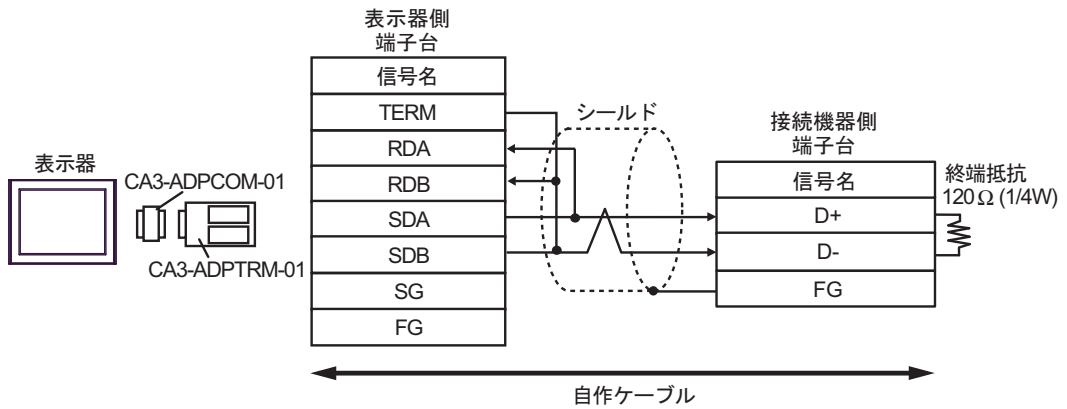 表示器側
端子台
信号名
TERM
RDA
RDB
SDA
SDB
SG
FG
シールド
接続機器側
端子台
信号名
D+
D-
FG
終端抵抗
120Ω (1/4W)
表示器
CA3-ADPCOM-01
CA3-ADPTRM-01
自作ケーブル